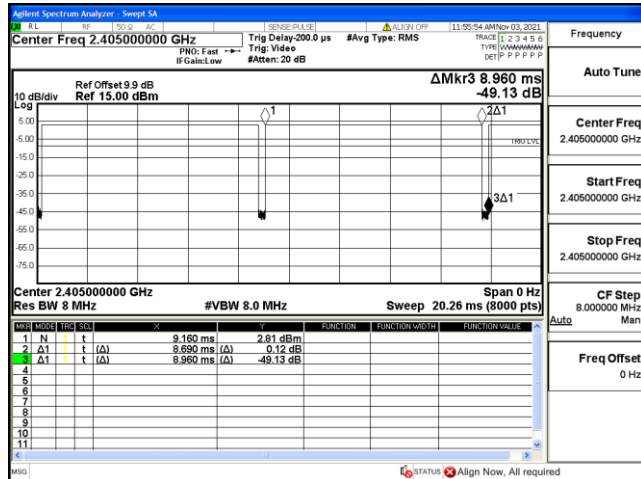 Agilent Spectrum Analyzer - Swept SA
RL RF 50 Ω AC SENSE:PULSE ALIGN OFF 11:55:54 AM Nov 03, 2021
Center Freq 2.405000000 GHz
PNO: Fast
IFGain:Low
Trig Delay-200.0 µs
Trig: Video
#Atten: 20 dB
#Avg Type: RMS
TRACE 1 2 3 4 5 6
TYPE
DET P P P P P P
Ref Offset 9.9 dB
Ref 15.00 dBm
10 dB/div
Log
ΔMkr3 8.960 ms
-49.13 dB
1
2Δ1
5.00
TRIG LVL
-5.00
-15.0
-25.0
-35.0
3Δ1
-45.0
-55.0
-65.0
-75.0
Center 2.405000000 GHz Span 0 Hz
Res BW 8 MHz #VBW 8.0 MHz Sweep 20.26 ms (8000 pts)
MKR MODE TRC SCL X Y FUNCTION FUNCTION WIDTH FUNCTION VALUE
1 N 1 t 9.160 ms 2.81 dBm
2 Δ1 1 t (Δ) 8.690 ms (Δ) 0.12 dB
3 Δ1 1 t (Δ) 8.960 ms (Δ) -49.13 dB
4
5
6
7
8
9
10
11
MSG STATUS Align Now, All required
Frequency
Auto Tune
Center Freq
2.405000000 GHz
Start Freq
2.405000000 GHz
Stop Freq
2.405000000 GHz
CF Step
8.000000 MHz
Auto Man
Freq Offset
0 Hz